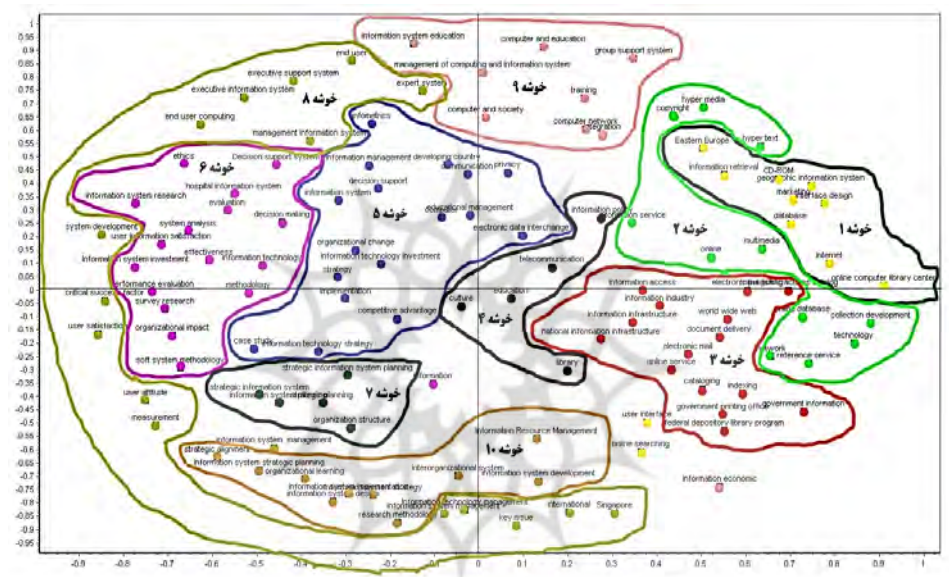 information system education
computer and education
group support system
end user
management of computing and information system
executive support system
خوشه ۹
خوشه ۸
expert system
executive information system
training
hyper media
copyright
computer and society
end user computing
infometrics
computer network
management information system
hyper text
Eastern Europe
ethics
Decision support system
information management
developing country
خوشه ۶
information retrieval
CD-ROM
geographic information system
hospital information system
decision support
information system
marketing
interface design
information system research
evaluation
خوشه ۵
educational management
decision making
information policy
information service
database
خوشه ۱
system development
system analysis
user information satisfaction
electronic data interchange
خوشه ۲
organizational change
multimedia
effectiveness
telecommunication
online
internet
information system investment
information technology
information technology investment
strategy
online computer library center
performance evaluation
methodology
implementation
education
information access
critical success factor
survey research
culture
information industry
خوشه ۴
world wide web
collection development
information infrastructure
user satisfaction
organizational impact
competitive advantage
national information infrastructure
document delivery
technology
case study
information technology strategy
electronic mail
خوشه ۳
reference service
soft system methodology
strategic information system planning
library
online service
خوشه ۷
strategic information system
cataloging
indexing
user attitude
government printing office
government information
measurement
organization structure
user interface
federal depository library program
Information Resource Management
information system management
خوشه ۱۰
online searching
strategic alignment
information system strategic planning
organizational learning
interorganizational system
information system development
information economic
research methodology
information technology management
international
Singapore
key issue